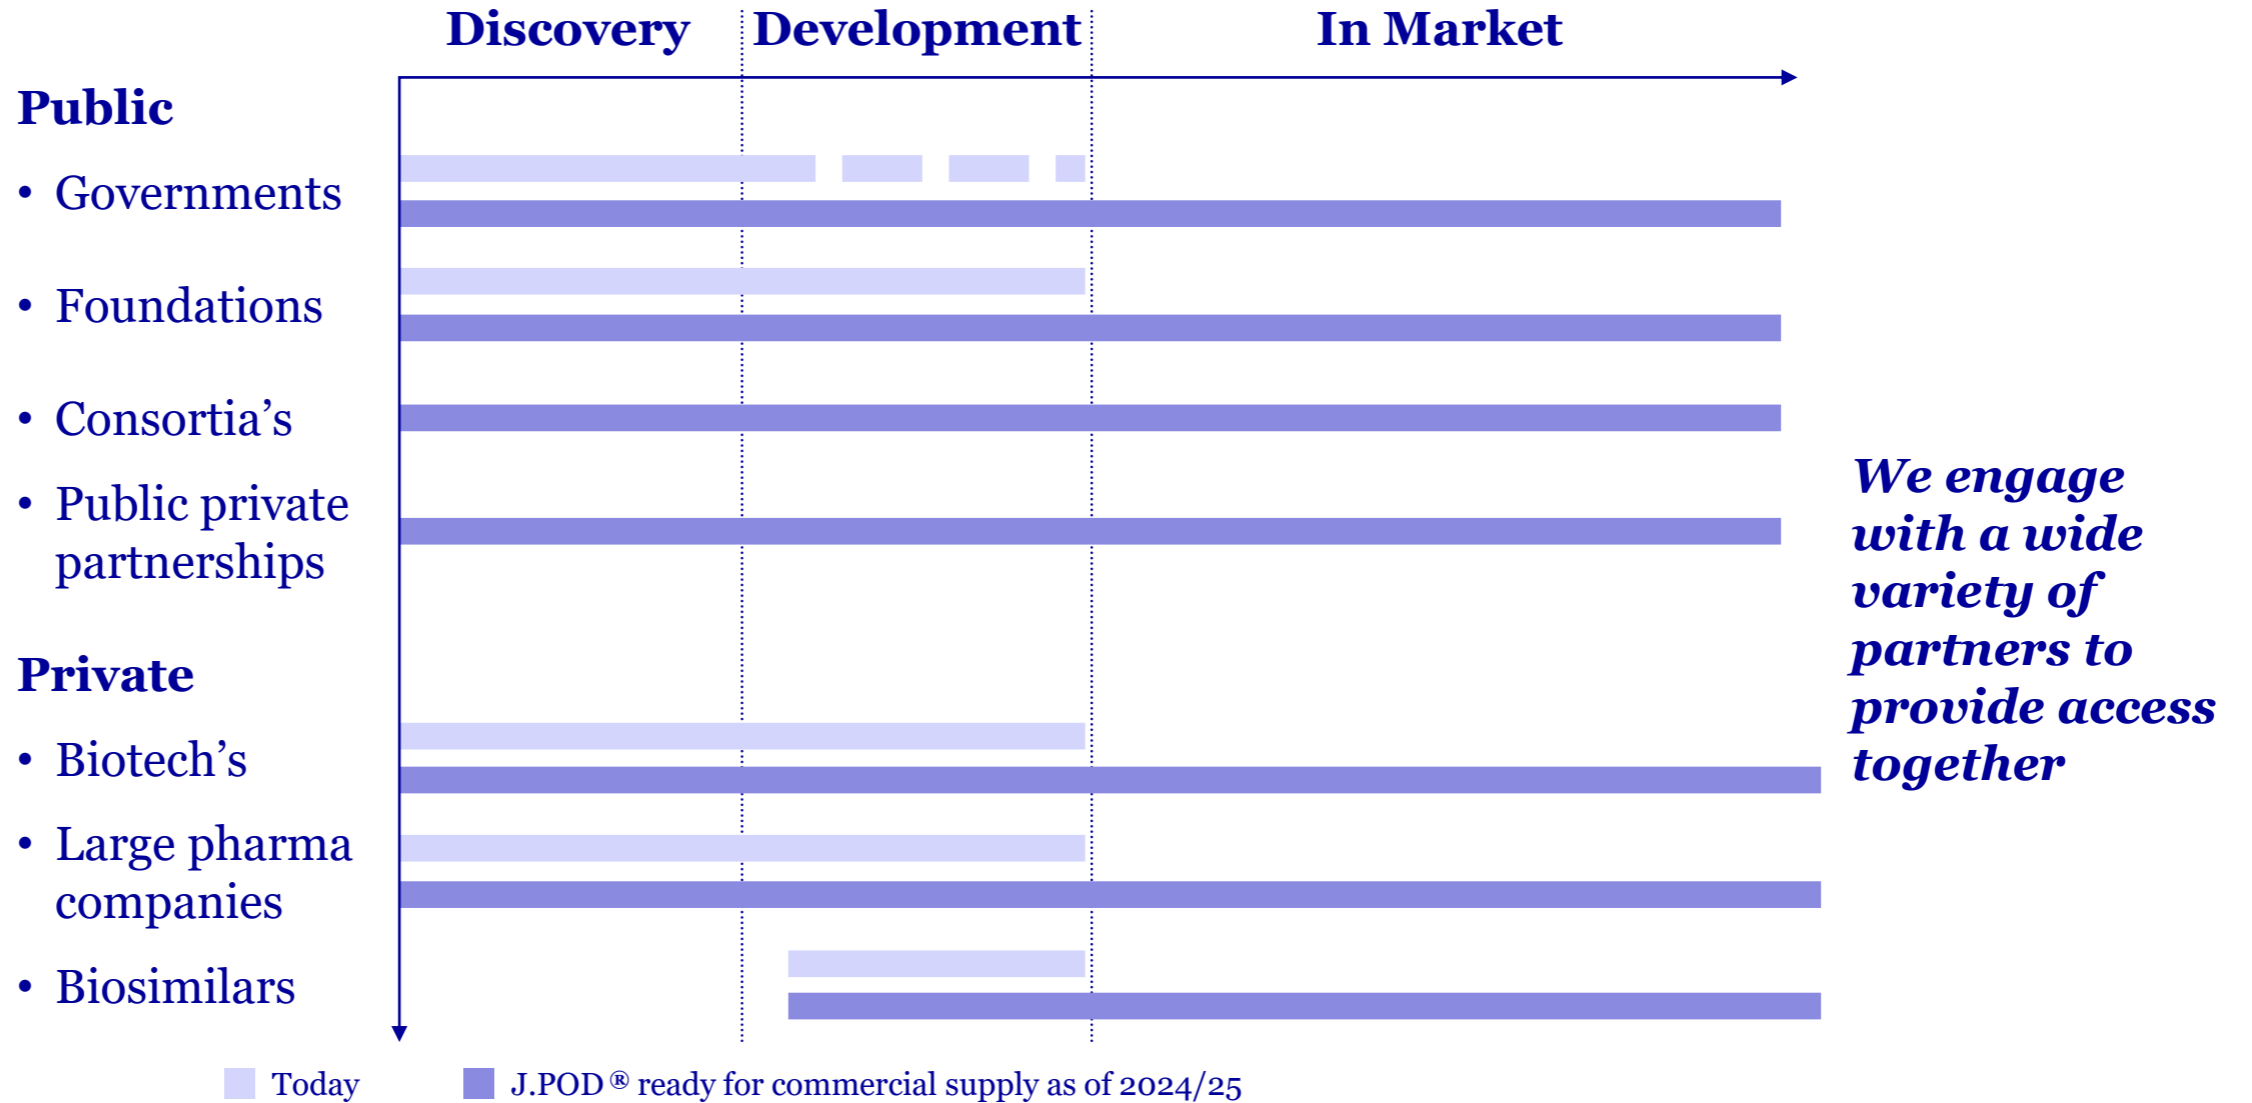 Discovery
Development
In Market
Public
• Governments
• Foundations
• Consortia’s
• Public private
partnerships
Private
• Biotech’s
• Large pharma
companies
• Biosimilars
We engage
with a wide
variety of
partners to
provide access
together
Today
J.POD ® ready for commercial supply as of 2024/25